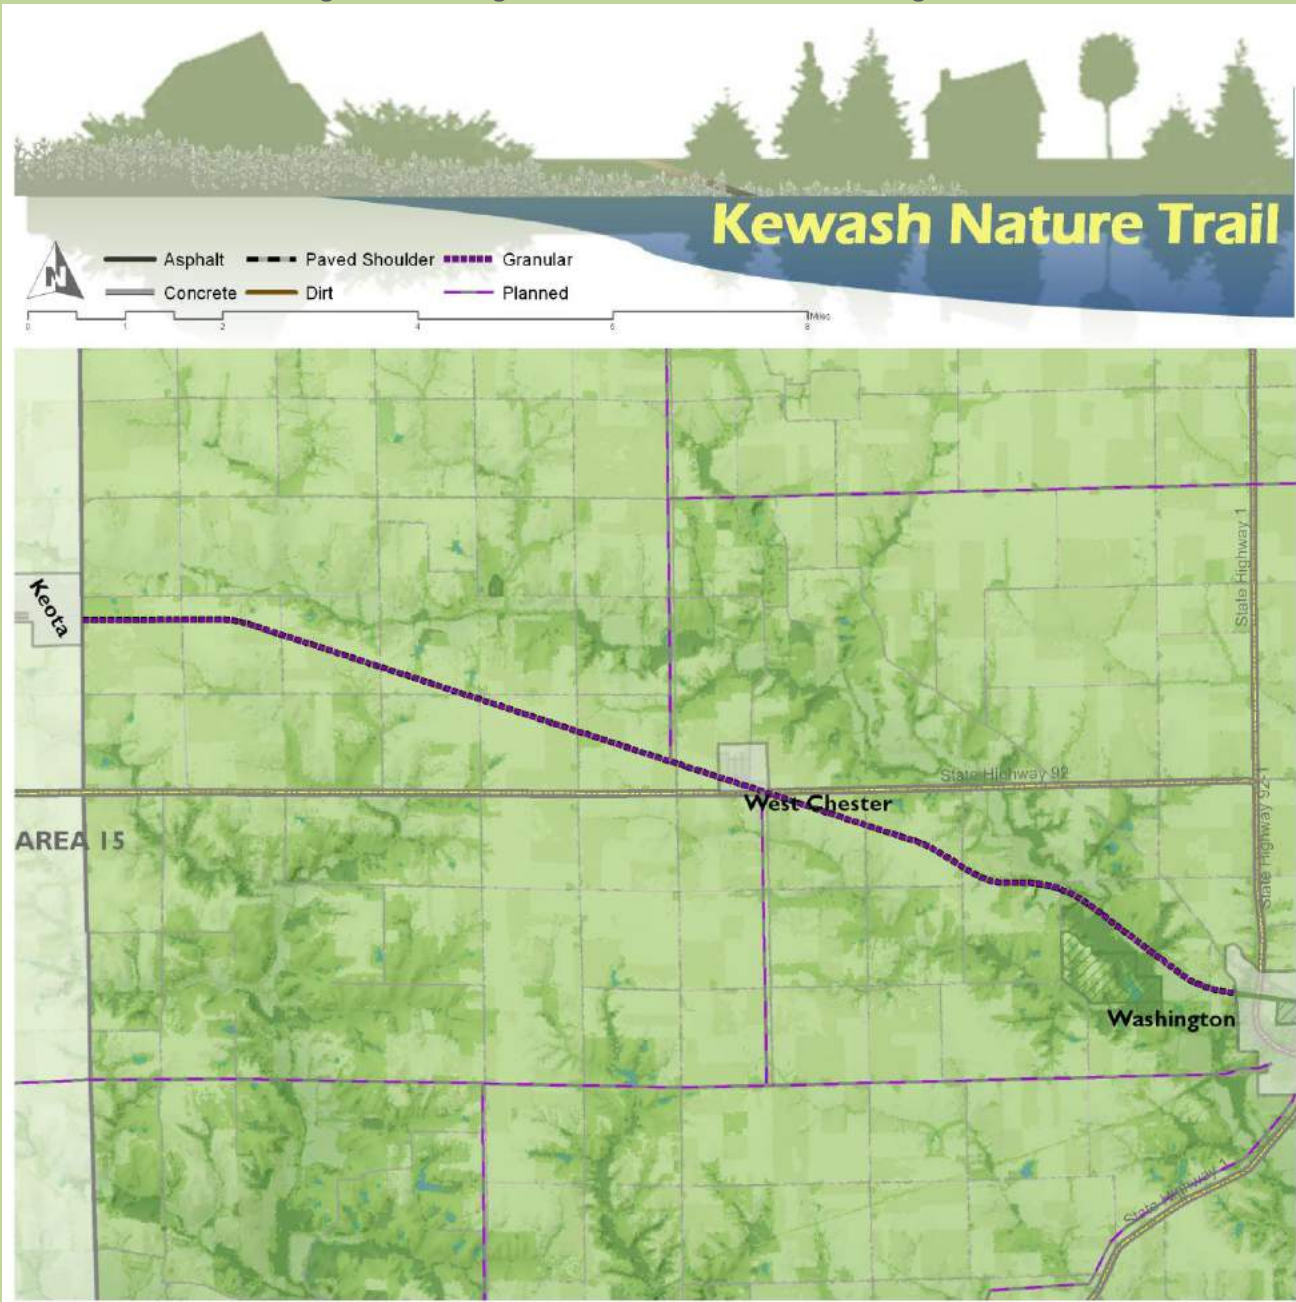 Kewash Nature Trail
N
Asphalt Paved Shoulder Granular
Concrete Dirt Planned
0 1 2 4 6 8 Miles
State Highway 1
Keota
State Highway 92
West Chester
State Highway 92-1
AREA 15
Washington
State Highway 1